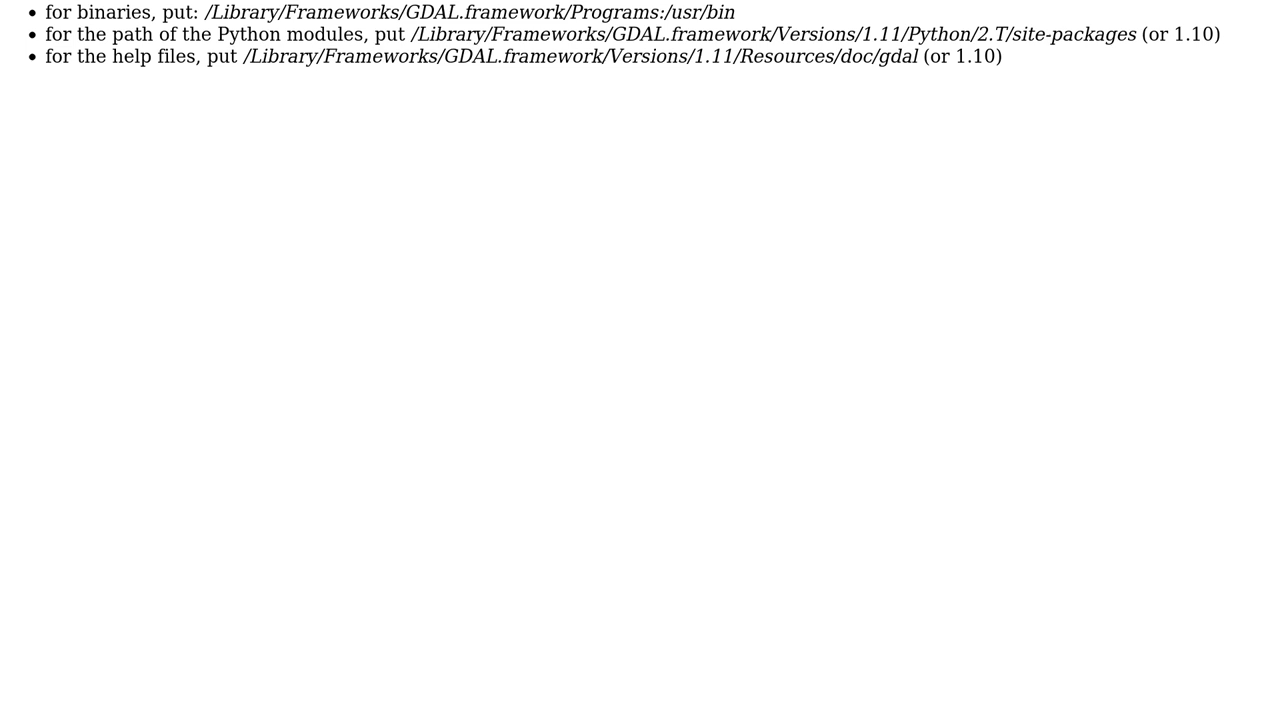 • for binaries, put: /Library/Frameworks/GDAL.framework/Programs:/usr/bin
• for the path of the Python modules, put /Library/Frameworks/GDAL.framework/Versions/1.11/Python/2.T/site-packages (or 1.10)
• for the help files, put /Library/Frameworks/GDAL.framework/Versions/1.11/Resources/doc/gdal (or 1.10)